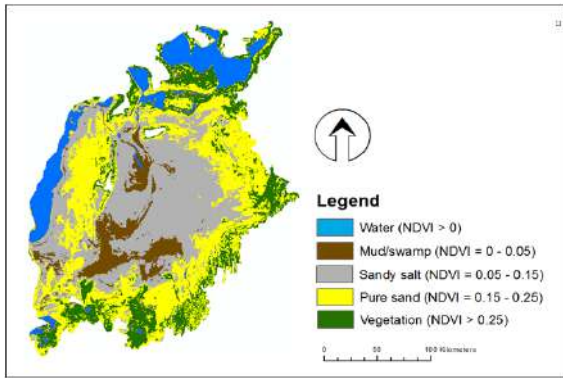 Legend
Water (NDVI > 0)
Mud/swamp (NDVI = 0 - 0.05)
Sandy salt (NDVI = 0.05 - 0.15)
Pure sand (NDVI = 0.15 - 0.25)
Vegetation (NDVI > 0.25)
0 50 100 Kilometers